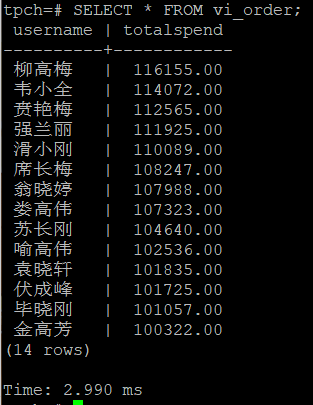 tpch=# SELECT * FROM vi_order;
 username | totalspend
----------+------------
 柳高梅   |  116155.00
 韦小全   |  114072.00
 贲艳梅   |  112565.00
 强兰丽   |  111925.00
 滑小刚   |  110089.00
 席长梅   |  108247.00
 翁晓婷   |  107988.00
 娄高伟   |  107323.00
 苏长刚   |  104640.00
 喻高伟   |  102536.00
 袁晓轩   |  101835.00
 伏成峰   |  101725.00
 毕晓刚   |  101057.00
 金高芳   |  100322.00
(14 rows)
Time: 2.990 ms